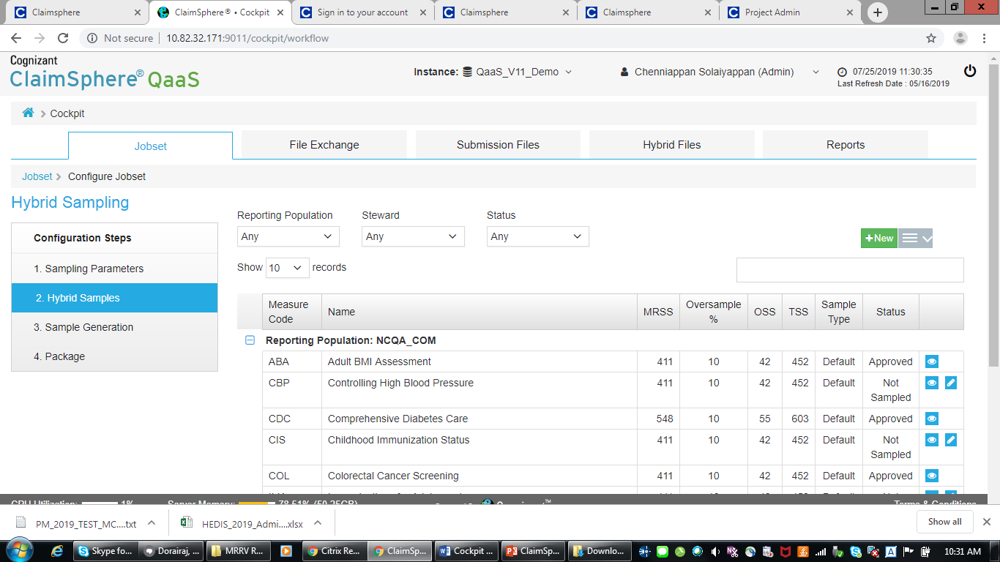 Claimsphere
ClaimSphere® • Cockpit
Sign in to your account
Claimsphere
Claimsphere
Project Admin
Not secure | 10.82.32.171:9011/cockpit/workflow
Cognizant
ClaimSphere® QaaS
Instance: QaaS_V11_Demo
Chenniappan Solaiyappan (Admin)
07/25/2019 11:30:35
Last Refresh Date : 05/16/2019
Cockpit
Jobset
File Exchange
Submission Files
Hybrid Files
Reports
Jobset > Configure Jobset
Hybrid Sampling
Configuration Steps
1. Sampling Parameters
2. Hybrid Samples
3. Sample Generation
4. Package
Reporting Population Steward Status
Any Any Any
+New
Show 10 records
Measure Code Name MRSS Oversample % OSS TSS Sample Type Status
Reporting Population: NCQA_COM
ABA Adult BMI Assessment 411 10 42 452 Default Approved
CBP Controlling High Blood Pressure 411 10 42 452 Default Not Sampled
CDC Comprehensive Diabetes Care 548 10 55 603 Default Approved
CIS Childhood Immunization Status 411 10 42 452 Default Not Sampled
COL Colorectal Cancer Screening 411 10 42 452 Default Approved
CPU Utilization: 1% Server Memory: 78.51% (50.25GB)
Terms & Conditions
PM_2019_TEST_MC....txt
HEDIS_2019_Admi....xlsx
Show all
Skype fo...
Dorairaj, ...
MRRV R...
Citrix Re...
ClaimSp...
Cockpit ...
ClaimSp...
Downlo...
10:31 AM